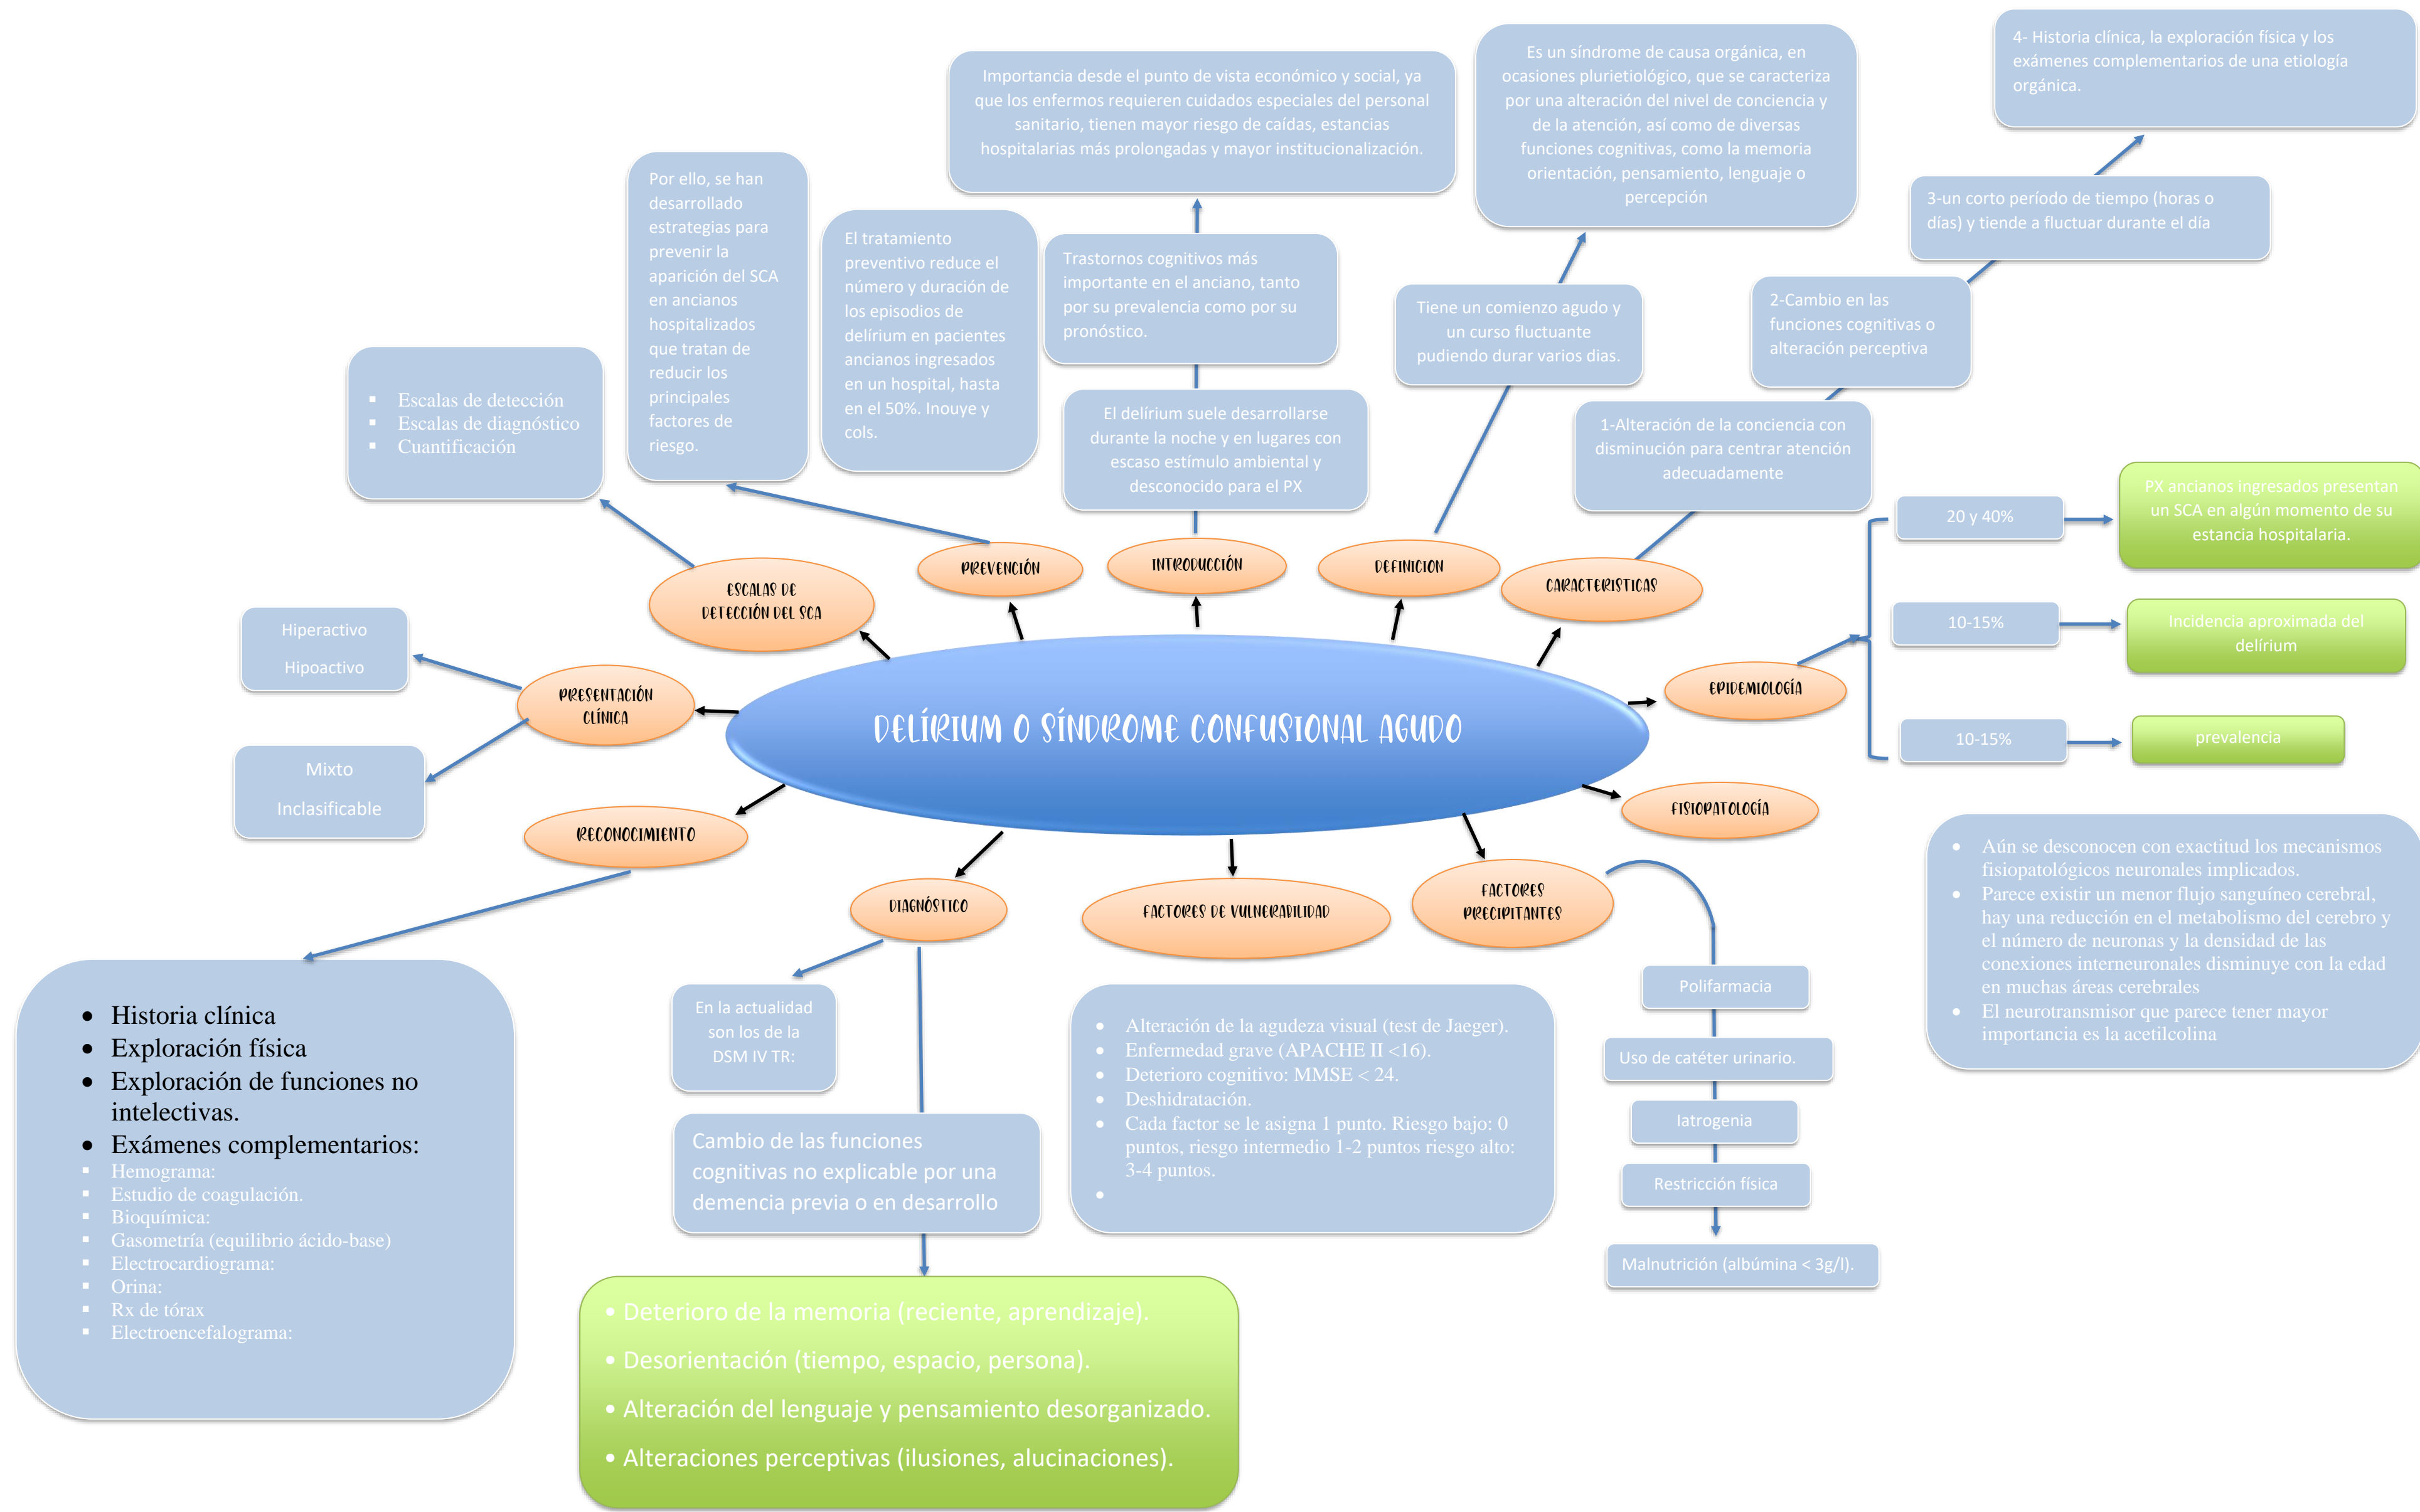 4- Historia clínica, la exploración física y los
exámenes complementarios de una etiología
orgánica.
Es un síndrome de causa orgánica, en
ocasiones plurietiológico, que se caracteriza
por una alteración del nivel de conciencia y
de la atención, así como de diversas
funciones cognitivas, como la memoria
orientación, pensamiento, lenguaje o
percepción
Importancia desde el punto de vista económico y social, ya
que los enfermos requieren cuidados especiales del personal
sanitario, tienen mayor riesgo de caídas, estancias
hospitalarias más prolongadas y mayor institucionalización.
Por ello, se han
desarrollado
estrategias para
prevenir la
aparición del SCA
en ancianos
hospitalizados
que tratan de
reducir los
principales
factores de
riesgo.
El tratamiento
preventivo reduce el
número y duración de
los episodios de
delírium en pacientes
ancianos ingresados
en un hospital, hasta
en el 50%. Inouye y
cols.
Trastornos cognitivos más
importante en el anciano, tanto
por su prevalencia como por su
pronóstico.
Tiene un comienzo agudo y
un curso fluctuante
pudiendo durar varios dias.
3-un corto período de tiempo (horas o
días) y tiende a fluctuar durante el día
2-Cambio en las
funciones cognitivas o
alteración perceptiva
▪ Escalas de detección
▪ Escalas de diagnóstico
▪ Cuantificación
El delírium suele desarrollarse
durante la noche y en lugares con
escaso estímulo ambiental y
desconocido para el PX
1-Alteración de la conciencia con
disminución para centrar atención
adecuadamente
20 y 40%
PX ancianos ingresados presentan
un SCA en algún momento de su
estancia hospitalaria.
ESCALAS DE
DETECCIÓN DEL SCA
PREVENCIÓN
INTRODUCCIÓN
DEFINICION
CARACTERISTICAS
Hiperactivo
Hipoactivo
10-15%
Incidencia aproximada del
delírium
PRESENTACIÓN
CLÍNICA
DELÍRIUM O SÍNDROME CONFUSIONAL AGUDO
EPIDEMIOLOGÍA
10-15%
prevalencia
Mixto
Inclasificable
RECONOCIMIENTO
FISIOPATOLOGÍA
DIAGNÓSTICO
FACTORES DE VULNERABILIDAD
FACTORES
PRECIPITANTES
• Aún se desconocen con exactitud los mecanismos
fisiopatológicos neuronales implicados.
• Parece existir un menor flujo sanguíneo cerebral,
hay una reducción en el metabolismo del cerebro y
el número de neuronas y la densidad de las
conexiones interneuronales disminuye con la edad
en muchas áreas cerebrales
• El neurotransmisor que parece tener mayor
importancia es la acetilcolina
• Historia clínica
• Exploración física
• Exploración de funciones no
intelectivas.
• Exámenes complementarios:
▪ Hemograma:
▪ Estudio de coagulación.
▪ Bioquímica:
▪ Gasometría (equilibrio ácido-base)
▪ Electrocardiograma:
▪ Orina:
▪ Rx de tórax
▪ Electroencefalograma:
En la actualidad
son los de la
DSM IV TR:
Cambio de las funciones
cognitivas no explicable por una
demencia previa o en desarrollo
• Alteración de la agudeza visual (test de Jaeger).
• Enfermedad grave (APACHE II <16).
• Deterioro cognitivo: MMSE < 24.
• Deshidratación.
• Cada factor se le asigna 1 punto. Riesgo bajo: 0
puntos, riesgo intermedio 1-2 puntos riesgo alto:
3-4 puntos.
•
Polifarmacia
Uso de catéter urinario.
Iatrogenia
Restricción física
Malnutrición (albúmina < 3g/l).
• Deterioro de la memoria (reciente, aprendizaje).
• Desorientación (tiempo, espacio, persona).
• Alteración del lenguaje y pensamiento desorganizado.
• Alteraciones perceptivas (ilusiones, alucinaciones).